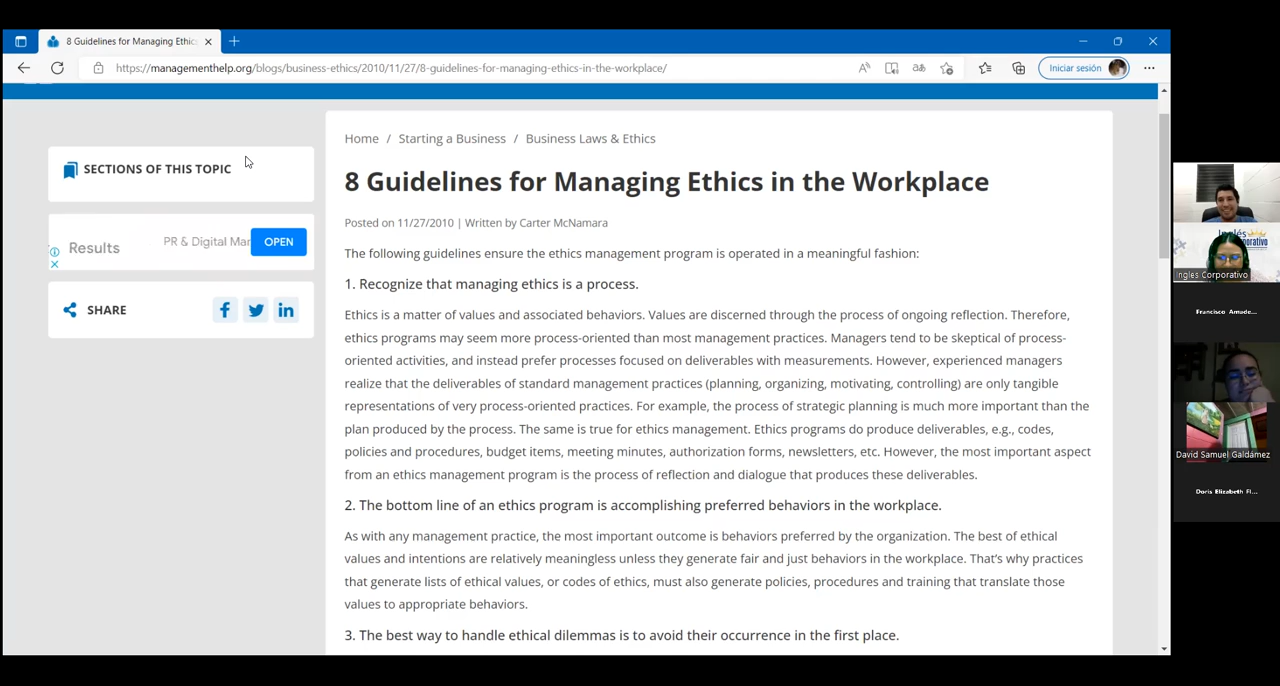 8 Guidelines for Managing Ethic
https://managementhelp.org/blogs/business-ethics/2010/11/27/8-guidelines-for-managing-ethics-in-the-workplace/
Iniciar sesión
SECTIONS OF THIS TOPIC
Results
PR & Digital Mar
OPEN
SHARE
Home / Starting a Business / Business Laws & Ethics
8 Guidelines for Managing Ethics in the Workplace
Posted on 11/27/2010 | Written by Carter McNamara
The following guidelines ensure the ethics management program is operated in a meaningful fashion:
1. Recognize that managing ethics is a process.
Ethics is a matter of values and associated behaviors. Values are discerned through the process of ongoing reflection. Therefore,
ethics programs may seem more process-oriented than most management practices. Managers tend to be skeptical of process-
oriented activities, and instead prefer processes focused on deliverables with measurements. However, experienced managers
realize that the deliverables of standard management practices (planning, organizing, motivating, controlling) are only tangible
representations of very process-oriented practices. For example, the process of strategic planning is much more important than the
plan produced by the process. The same is true for ethics management. Ethics programs do produce deliverables, e.g., codes,
policies and procedures, budget items, meeting minutes, authorization forms, newsletters, etc. However, the most important aspect
from an ethics management program is the process of reflection and dialogue that produces these deliverables.
2. The bottom line of an ethics program is accomplishing preferred behaviors in the workplace.
As with any management practice, the most important outcome is behaviors preferred by the organization. The best of ethical
values and intentions are relatively meaningless unless they generate fair and just behaviors in the workplace. That's why practices
that generate lists of ethical values, or codes of ethics, must also generate policies, procedures and training that translate those
values to appropriate behaviors.
3. The best way to handle ethical dilemmas is to avoid their occurrence in the first place.
Inglés
Ingles Corporativo
Francisco Amade...
David Samuel Galdámez
Doris Elizabeth Fl...